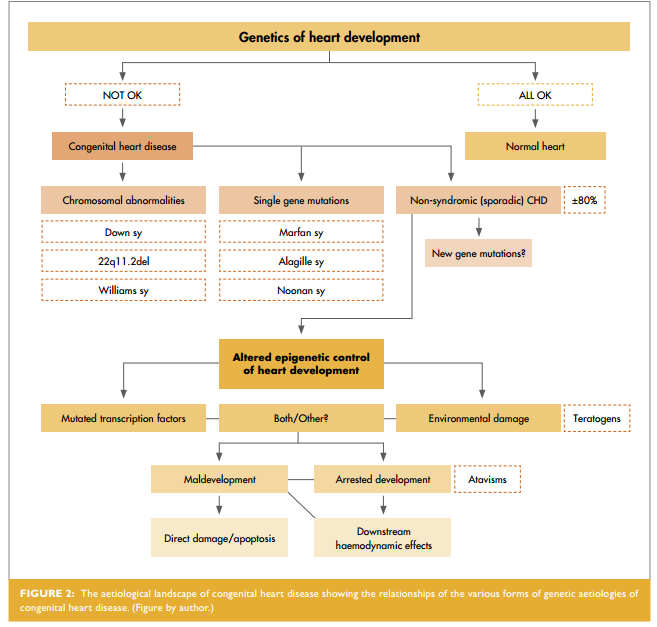 Genetics of heart development
NOT OK
ALL OK
Congenital heart disease
Normal heart
Chromosomal abnormalities
Single gene mutations
Non-syndromic (sporadic) CHD
±80%
Down sy
Marfan sy
New gene mutations?
22q11.2del
Alagille sy
Williams sy
Noonan sy
Altered epigenetic control
of heart development
Mutated transcription factors
Both/Other?
Environmental damage
Teratogens
Maldevelopment
Arrested development
Atavisms
Direct damage/apoptosis
Downstream
haemodynamic effects
FIGURE 2: The aetiological landscape of congenital heart disease showing the relationships of the various forms of genetic aetiologies of
congenital heart disease. (Figure by author.)